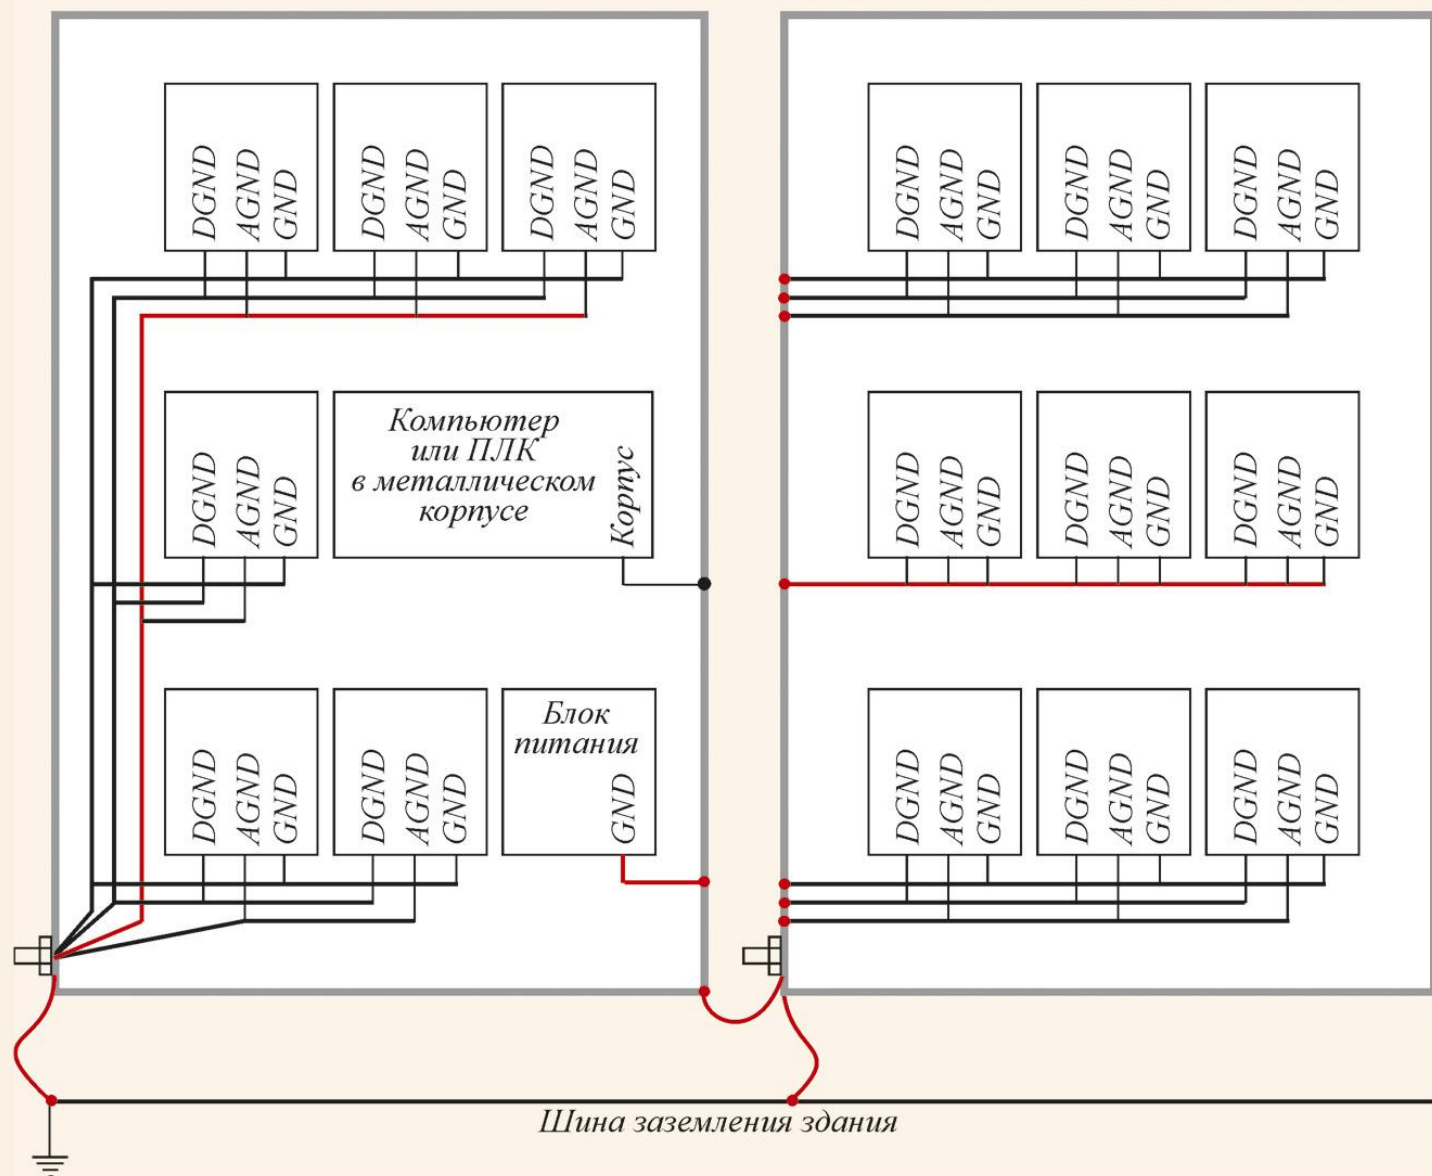 DGND AGND GND DGND AGND GND DGND AGND GND
DGND AGND GND DGND AGND GND DGND AGND GND
DGND AGND GND
Компьютер
или ПЛК
в металлическом
корпусе
Корпус
DGND AGND GND DGND AGND GND DGND AGND GND
DGND AGND GND DGND AGND GND
Блок
питания
GND
DGND AGND GND DGND AGND GND DGND AGND GND
Шина заземления здания